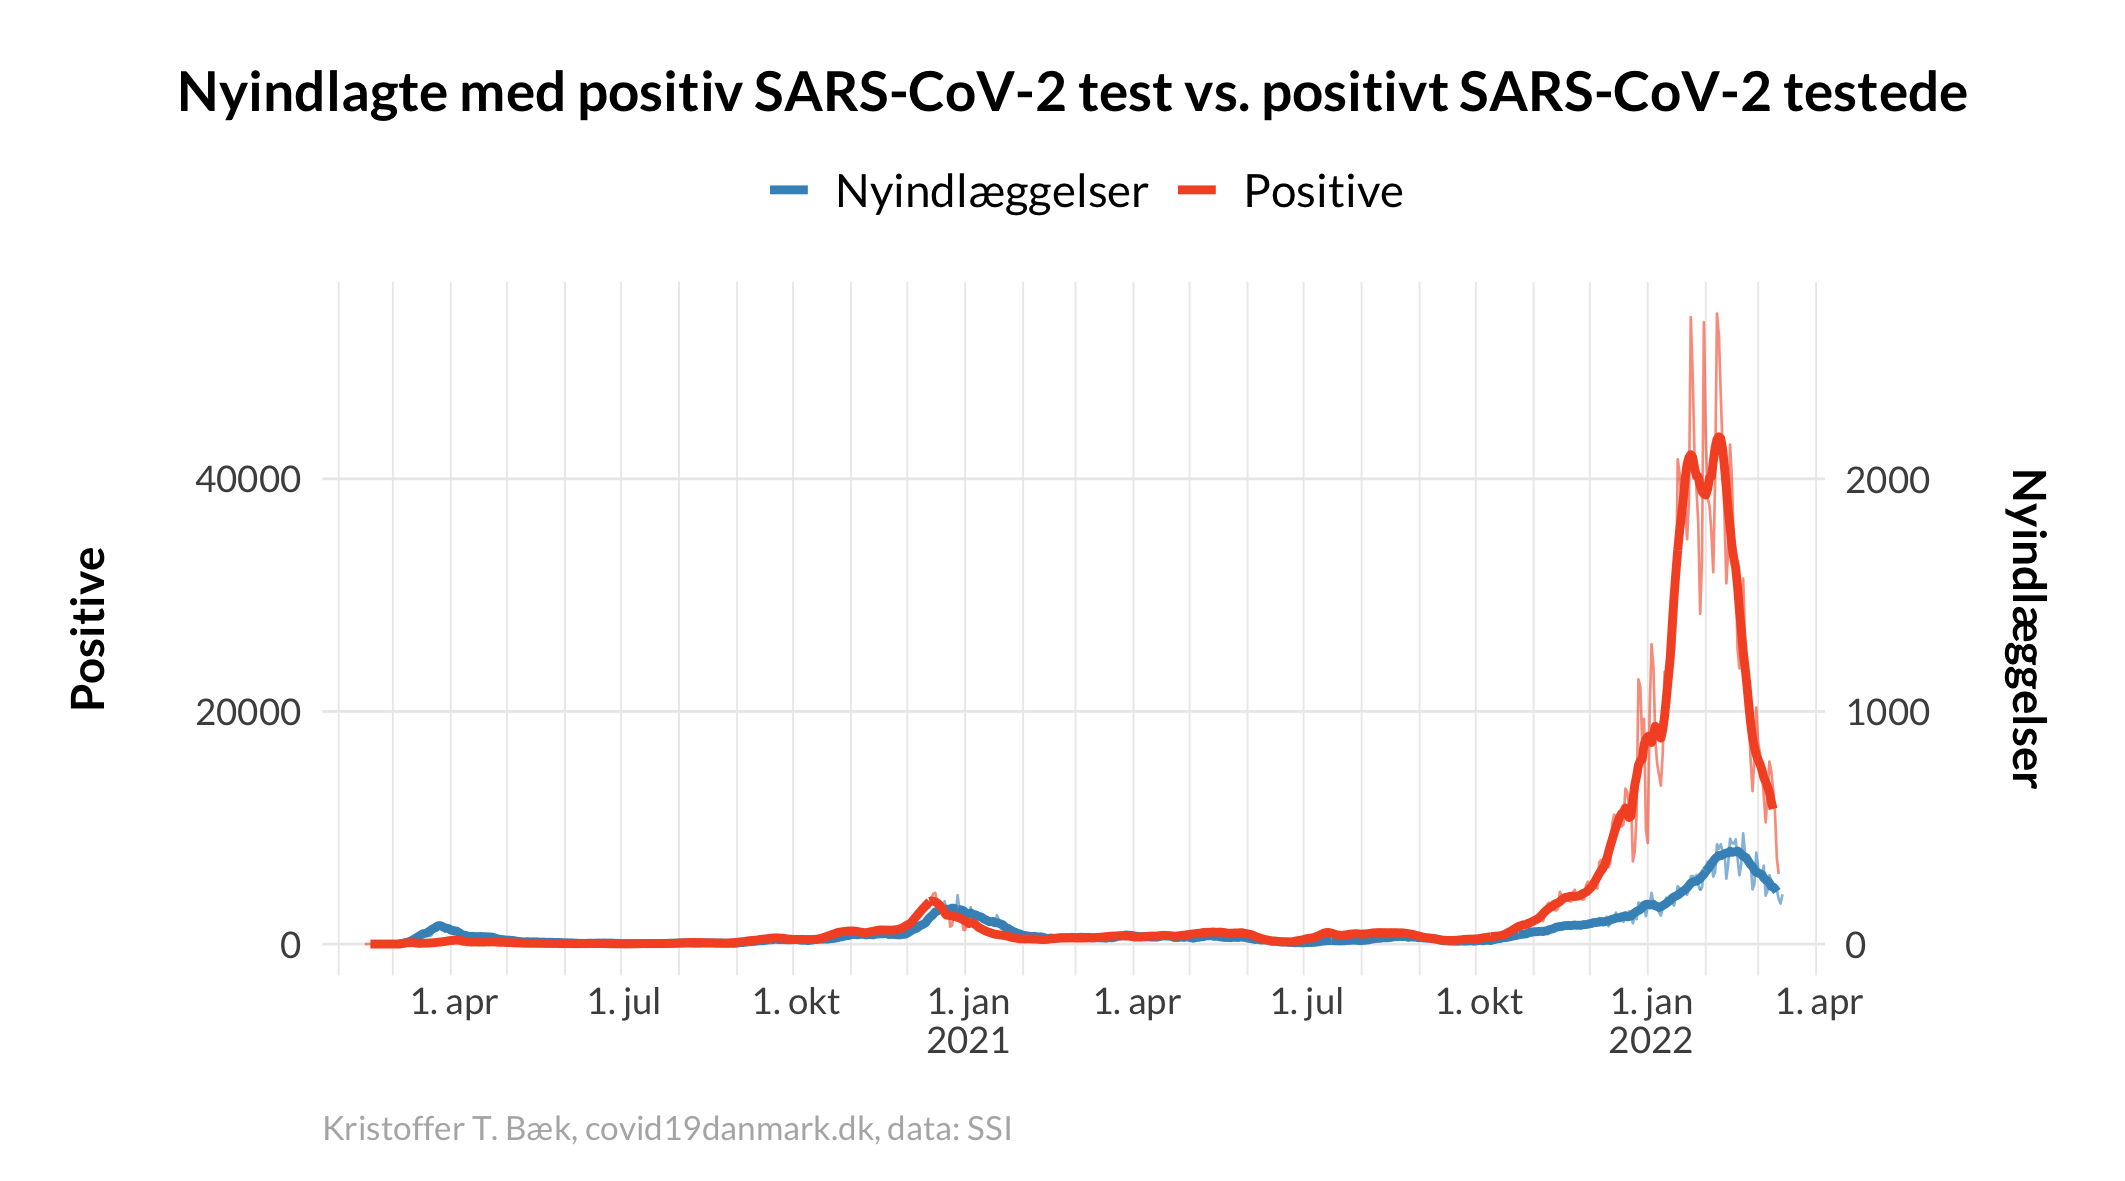 Nyindlagte med positiv SARS-CoV-2 test vs. positivt SARS-CoV-2 testede
Nyindlæggelser
Positive
Positive
40000
20000
0
2000
1000
0
Nyindlæggelser
1. apr
1. jul
1. okt
1. jan
2021
1. apr
1. jul
1. okt
1. jan
2022
1. apr
Kristoffer T. Bæk, covid19danmark.dk, data: SSI